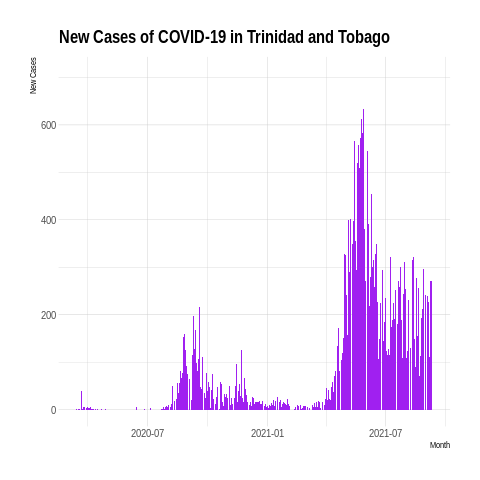 New Cases of COVID-19 in Trinidad and Tobago
New Cases
600
400
200
0
2020-07 2021-01 2021-07
Month